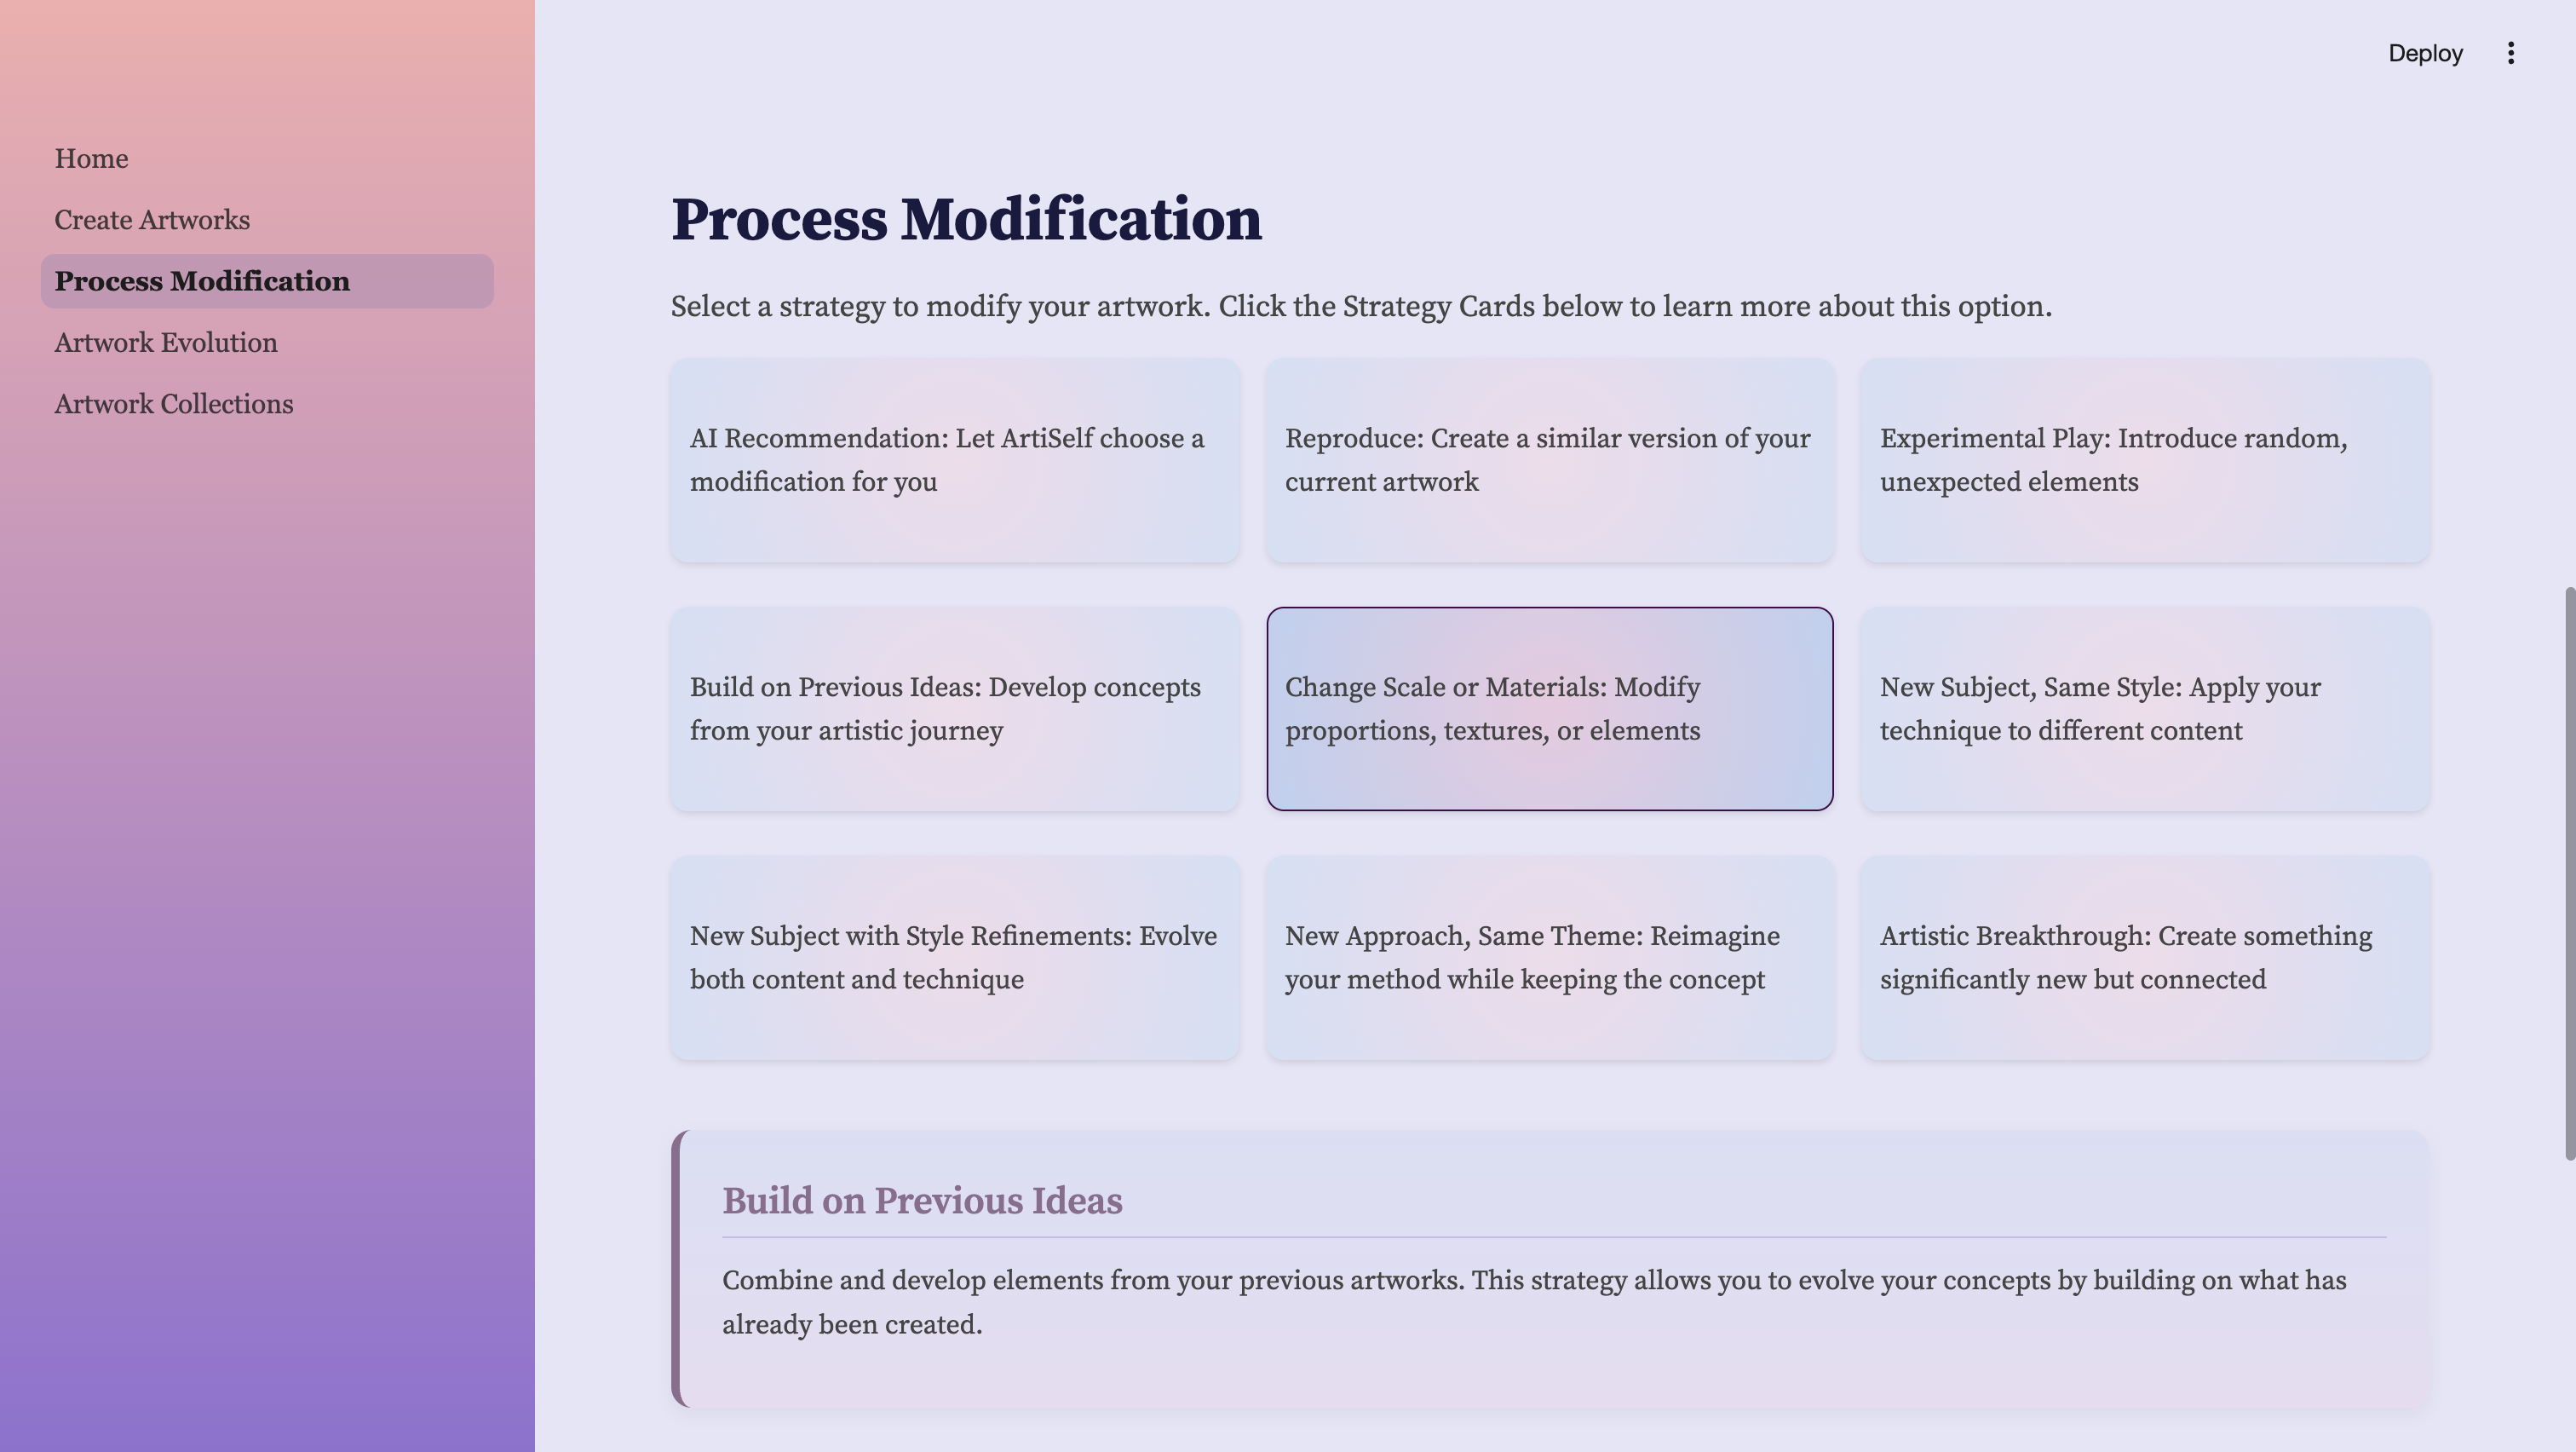 Deploy
Home
Create Artworks
Process Modification
Artwork Evolution
Artwork Collections
Process Modification
Select a strategy to modify your artwork. Click the Strategy Cards below to learn more about this option.
AI Recommendation: Let ArtiSelf choose a
modification for you
Reproduce: Create a similar version of your
current artwork
Experimental Play: Introduce random,
unexpected elements
Build on Previous Ideas: Develop concepts
from your artistic journey
Change Scale or Materials: Modify
proportions, textures, or elements
New Subject, Same Style: Apply your
technique to different content
New Subject with Style Refinements: Evolve
both content and technique
New Approach, Same Theme: Reimagine
your method while keeping the concept
Artistic Breakthrough: Create something
significantly new but connected
Build on Previous Ideas
Combine and develop elements from your previous artworks. This strategy allows you to evolve your concepts by building on what has
already been created.